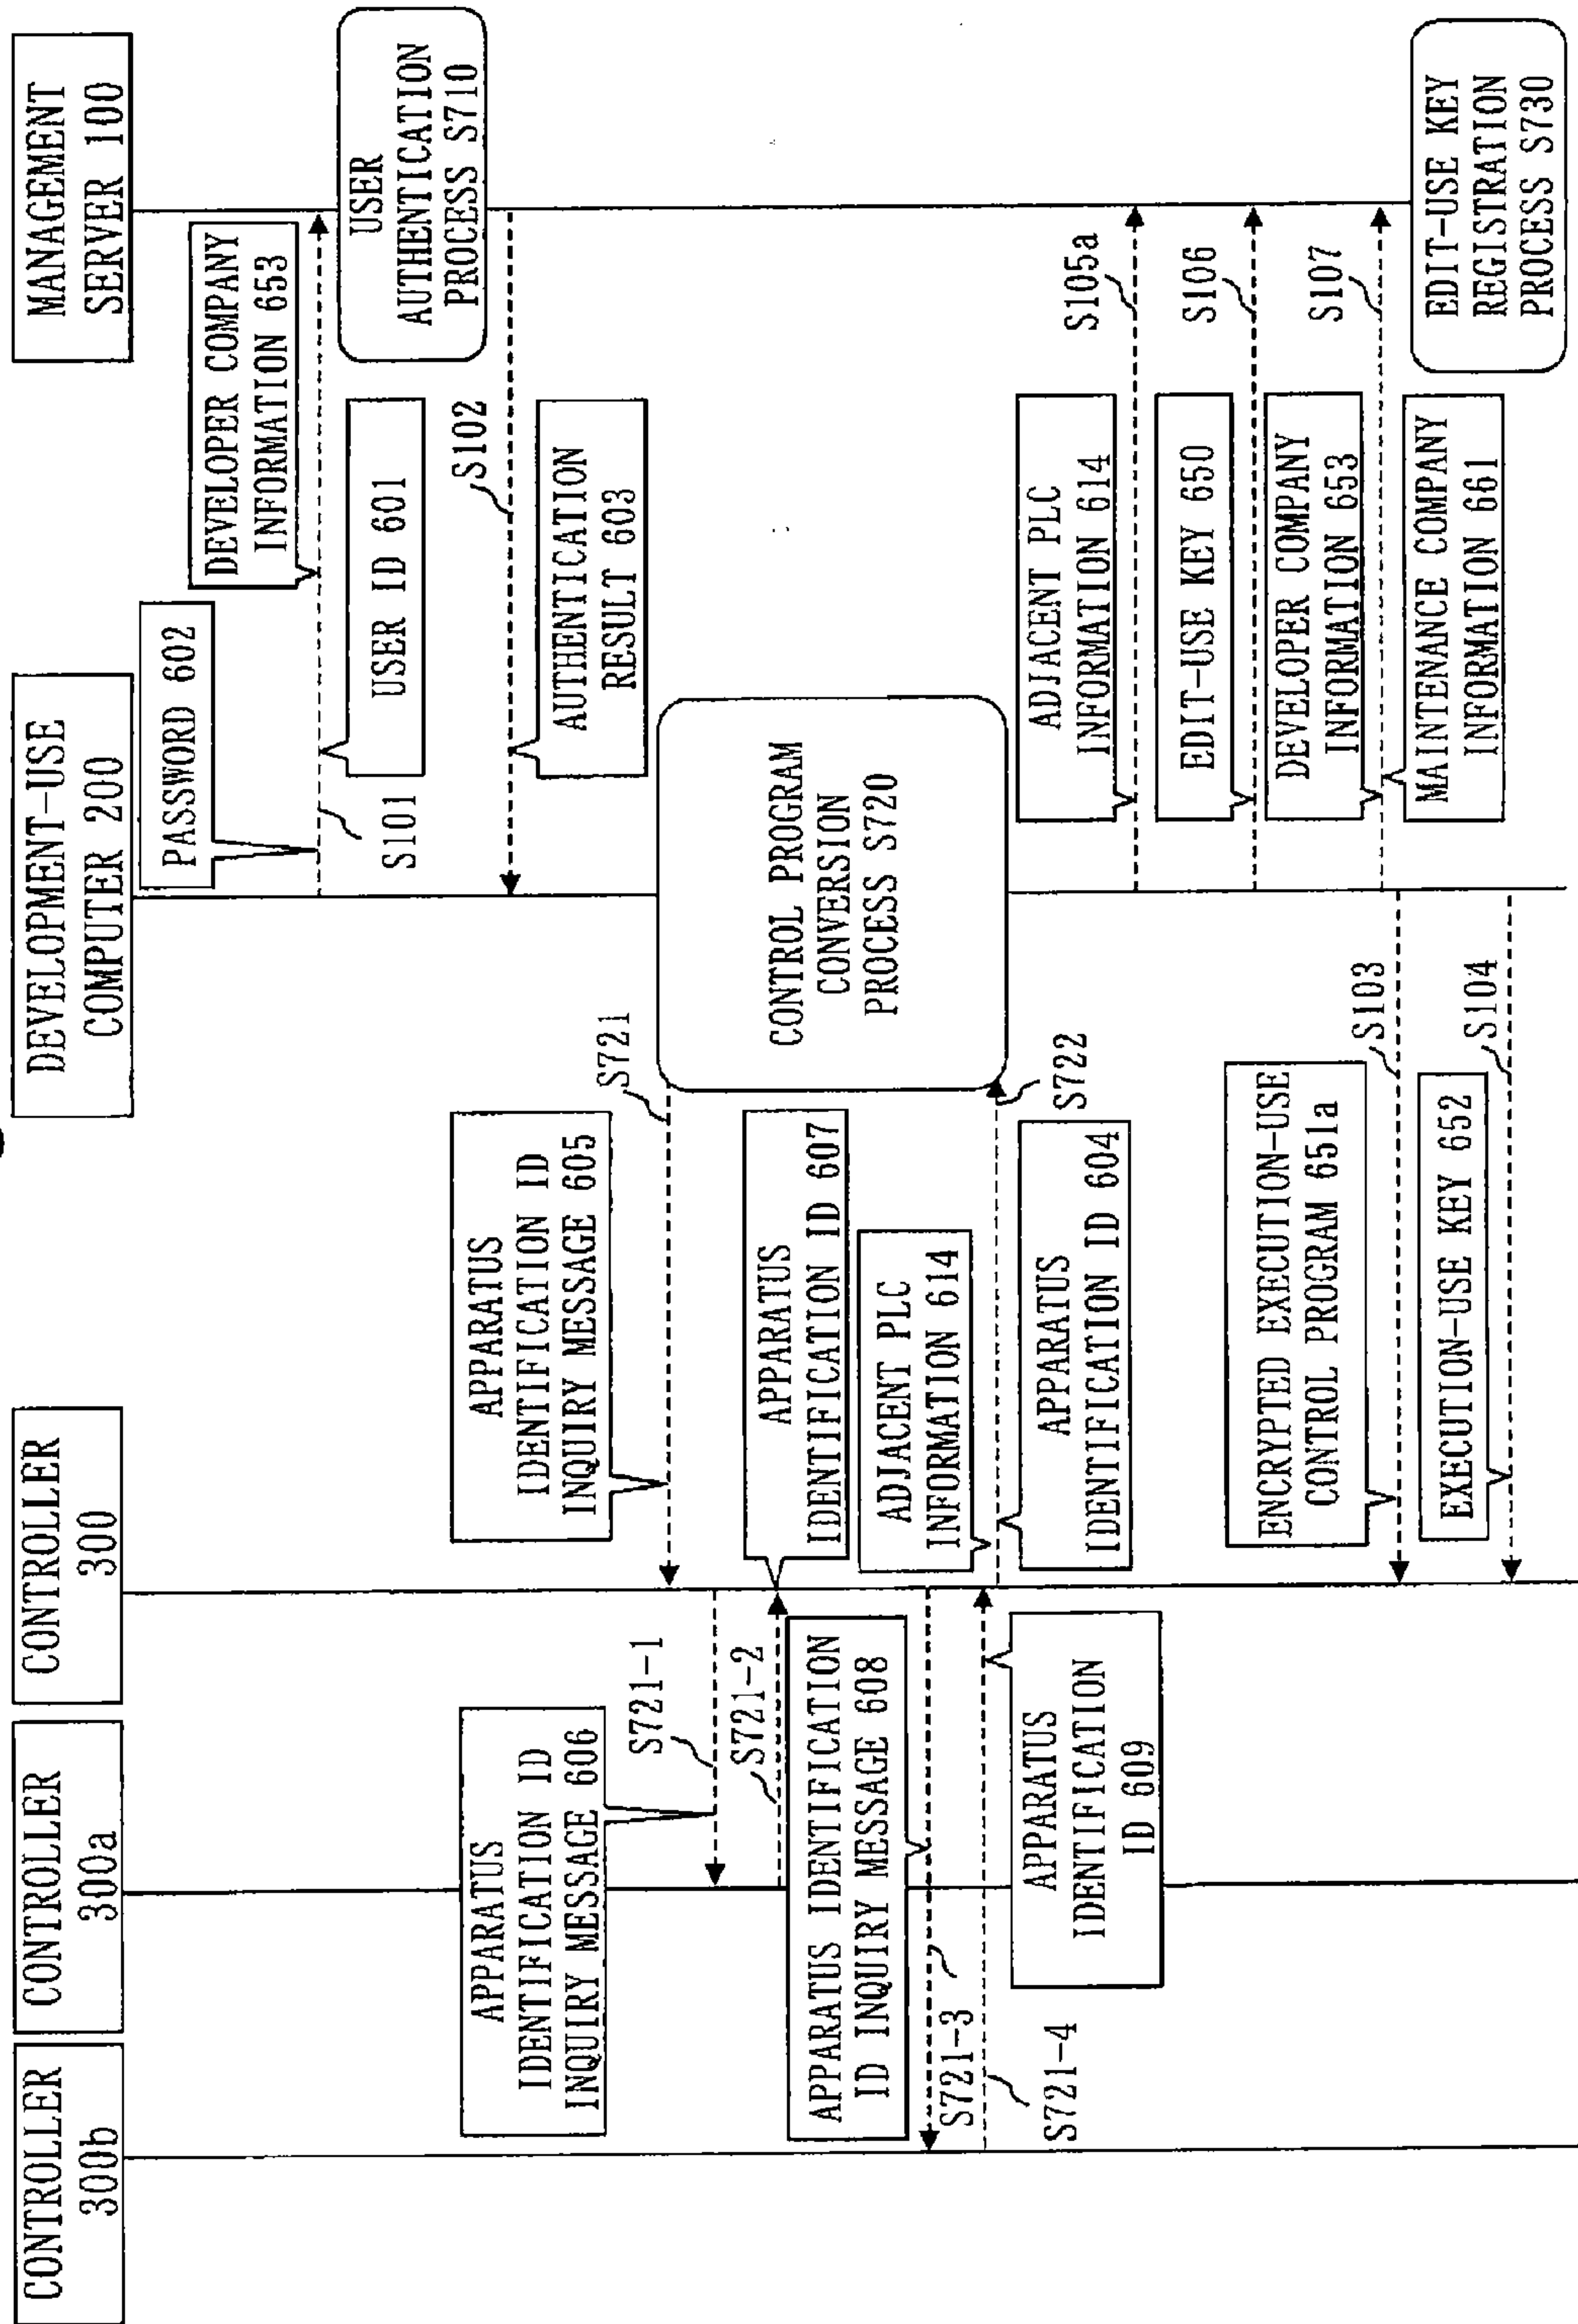 CONTROLLER
300b
CONTROLLER
300a
CONTROLLER
300
DEVELOPMENT-USE
COMPUTER 200
MANAGEMENT
SERVER 100
PASSWORD 602
DEVELOPER COMPANY
INFORMATION 653
S101
USER ID 601
USER
AUTHENTICATION
PROCESS S710
S102
AUTHENTICATION
RESULT 603
APPARATUS
IDENTIFICATION ID
INQUIRY MESSAGE 605
S721
CONTROL PROGRAM
CONVERSION
PROCESS S720
APPARATUS
IDENTIFICATION ID
INQUIRY MESSAGE 606
S721-1
S721-2
APPARATUS
IDENTIFICATION ID 607
APPARATUS IDENTIFICATION
ID INQUIRY MESSAGE 608
S721-3
ADJACENT PLC
INFORMATION 614
S721-4
APPARATUS
IDENTIFICATION
ID 609
S722
APPARATUS
IDENTIFICATION ID 604
ADJACENT PLC
INFORMATION 614
S105a
EDIT-USE KEY 650
S106
DEVELOPER COMPANY
INFORMATION 653
S107
MAINTENANCE COMPANY
INFORMATION 661
ENCRYPTED EXECUTION-USE
CONTROL PROGRAM 651a
S103
EXECUTION-USE KEY 652
S104
EDIT-USE KEY
REGISTRATION
PROCESS S730